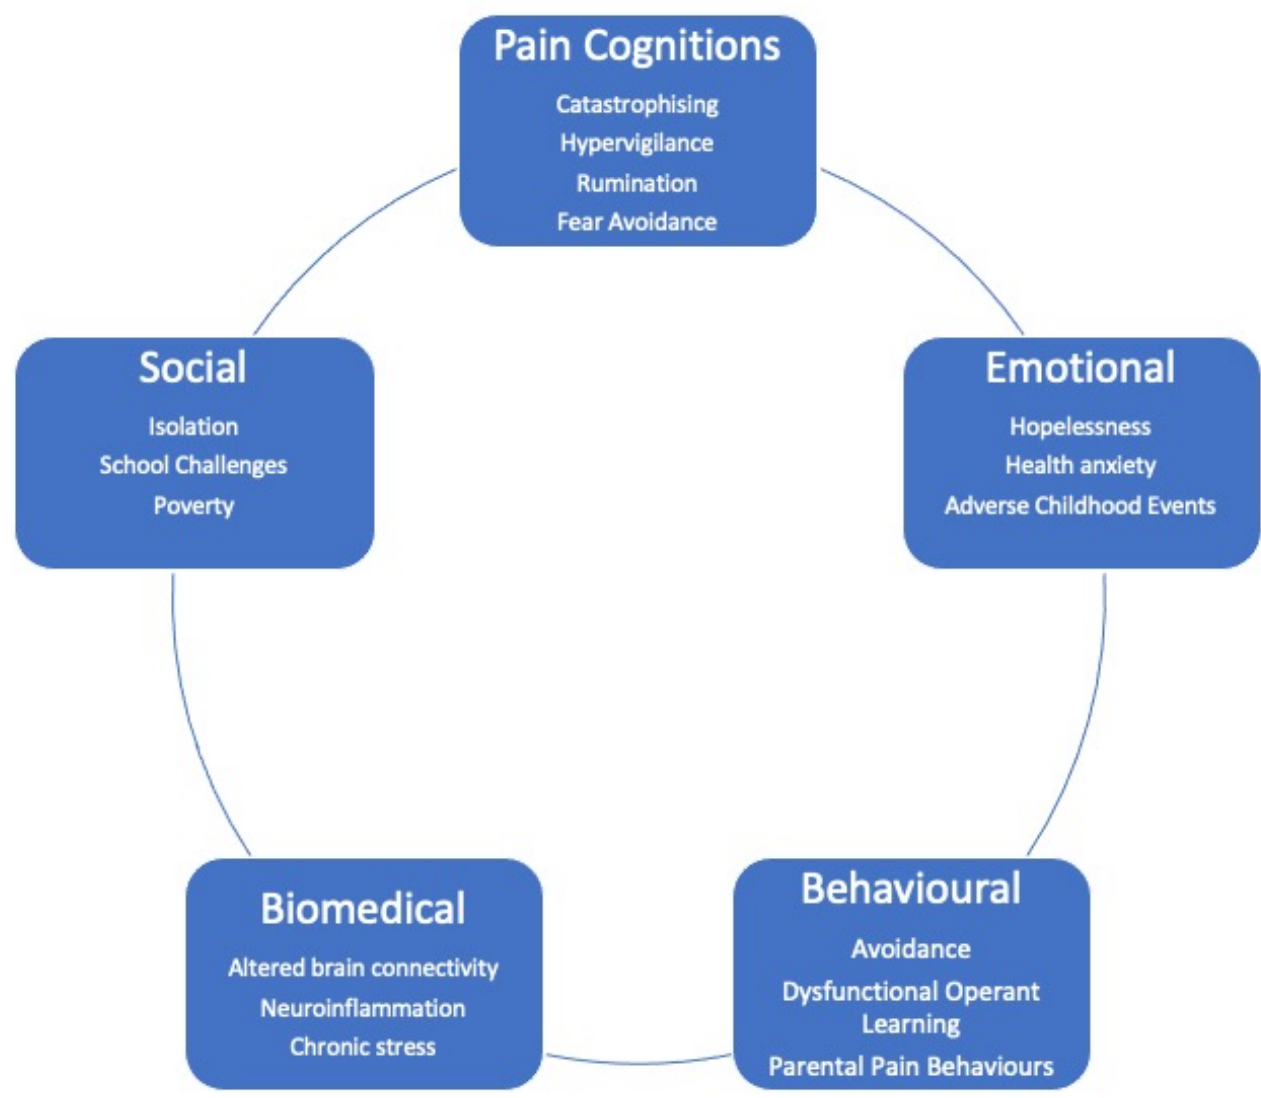 Pain Cognitions
Catastrophising
Hypervigilance
Rumination
Fear Avoidance
Social
Isolation
School Challenges
Poverty
Emotional
Hopelessness
Health anxiety
Adverse Childhood Events
Biomedical
Altered brain connectivity
Neuroinflammation
Chronic stress
Behavioural
Avoidance
Dysfunctional Operant
Learning
Parental Pain Behaviours